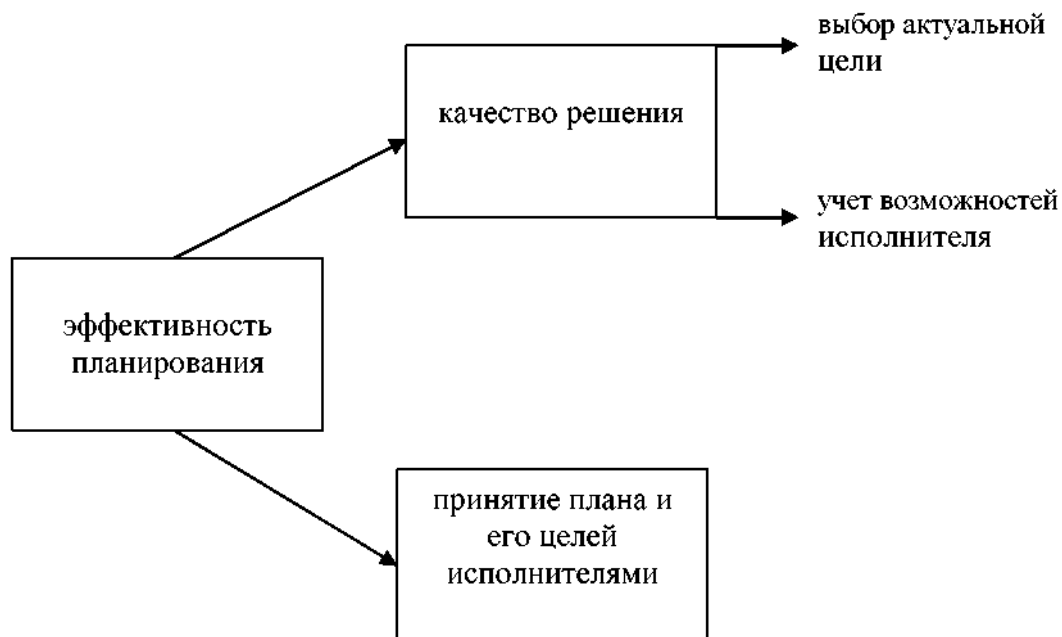 выбор актуальной
цели
качество решения
учет возможностей
исполнителя
эффективность
планирования
принятие плана и
его целей
исполнителями